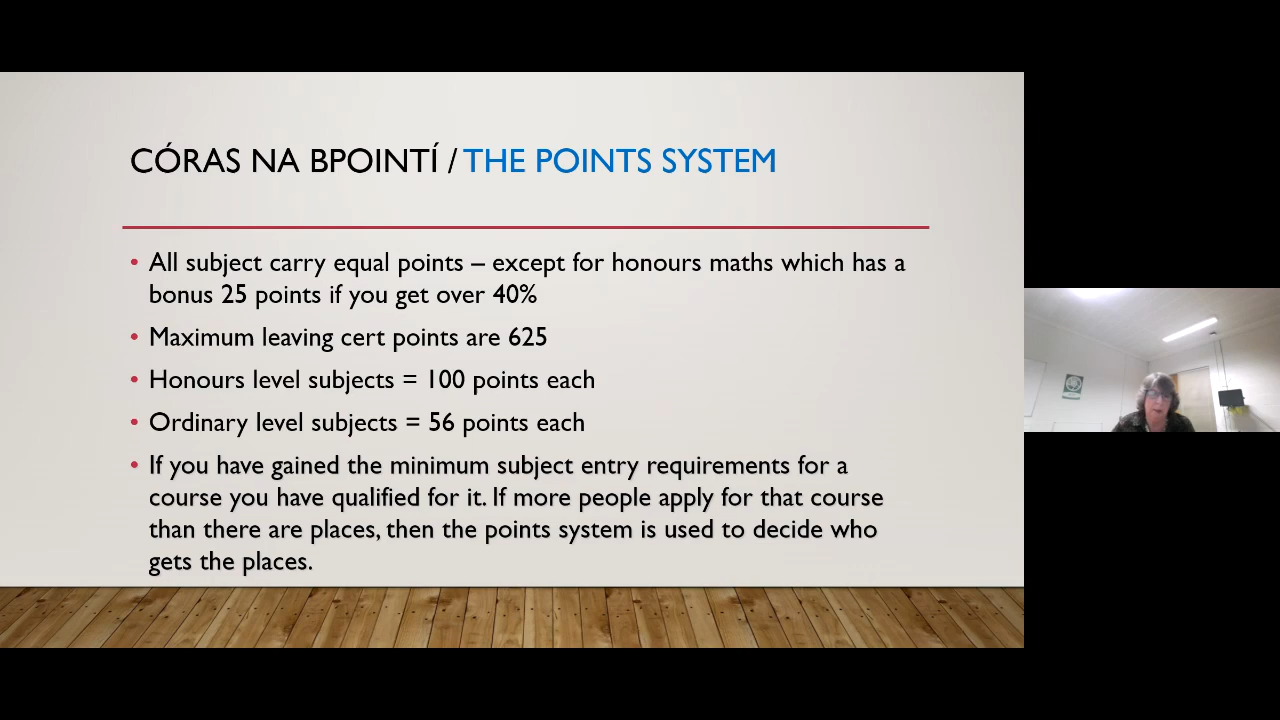 CÓRAS NA BPOINTÍ / THE POINTS SYSTEM
• All subject carry equal points – except for honours maths which has a
bonus 25 points if you get over 40%
• Maximum leaving cert points are 625
• Honours level subjects = 100 points each
• Ordinary level subjects = 56 points each
• If you have gained the minimum subject entry requirements for a
course you have qualified for it. If more people apply for that course
than there are places, then the points system is used to decide who
gets the places.